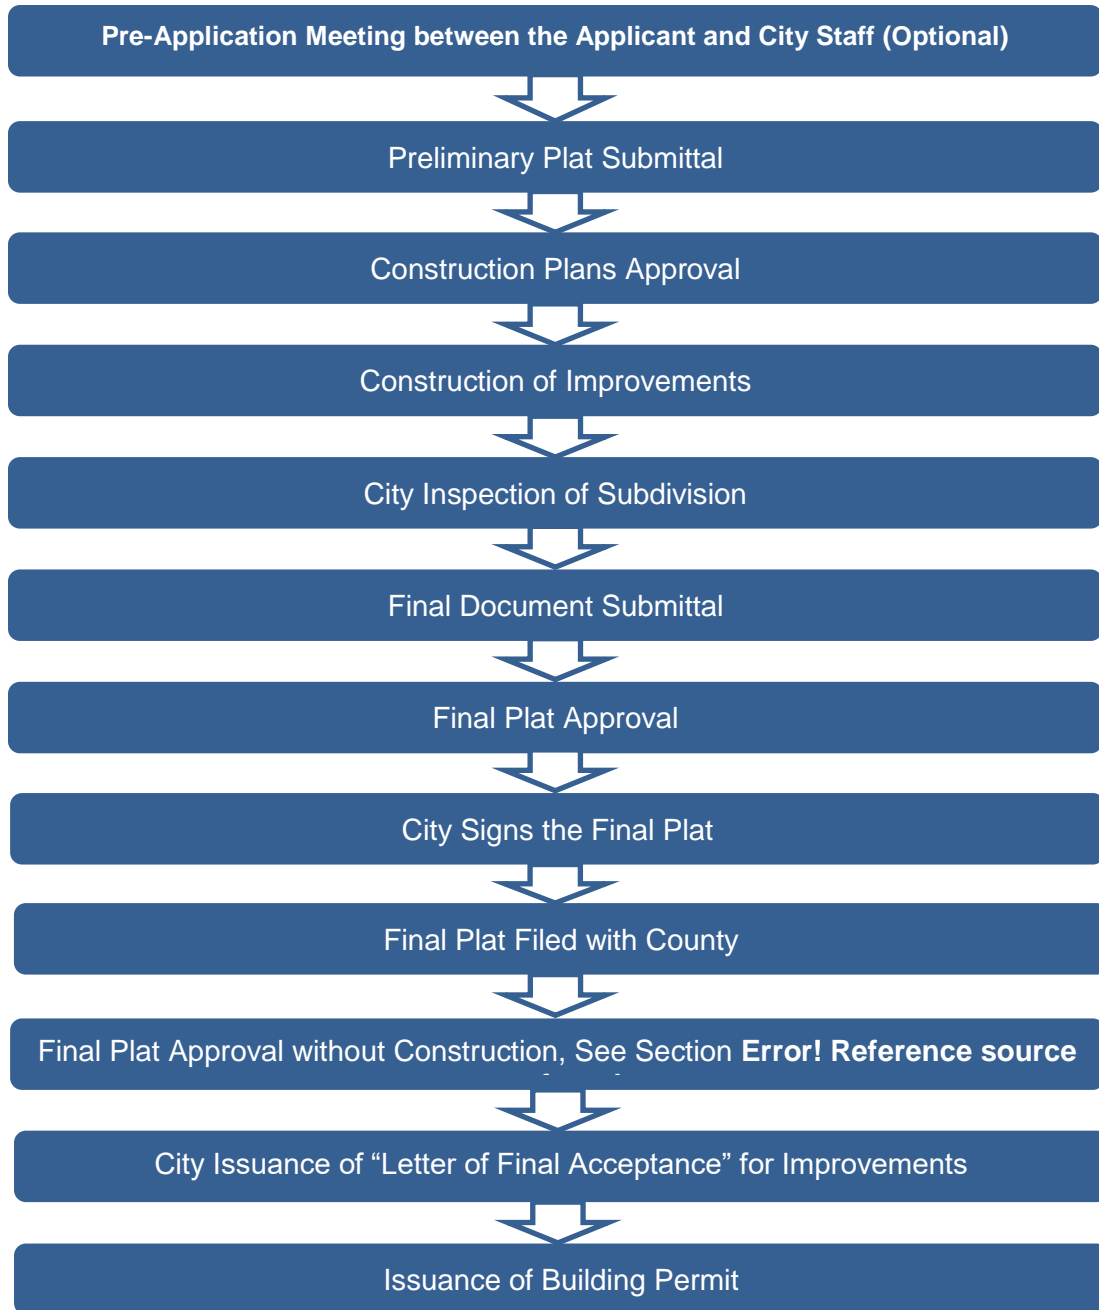 Pre-Application Meeting between the Applicant and City Staff (Optional)
Preliminary Plat Submittal
Construction Plans Approval
Construction of Improvements
City Inspection of Subdivision
Final Document Submittal
Final Plat Approval
City Signs the Final Plat
Final Plat Filed with County
Final Plat Approval without Construction, See Section Error! Reference source
City Issuance of “Letter of Final Acceptance” for Improvements
Issuance of Building Permit